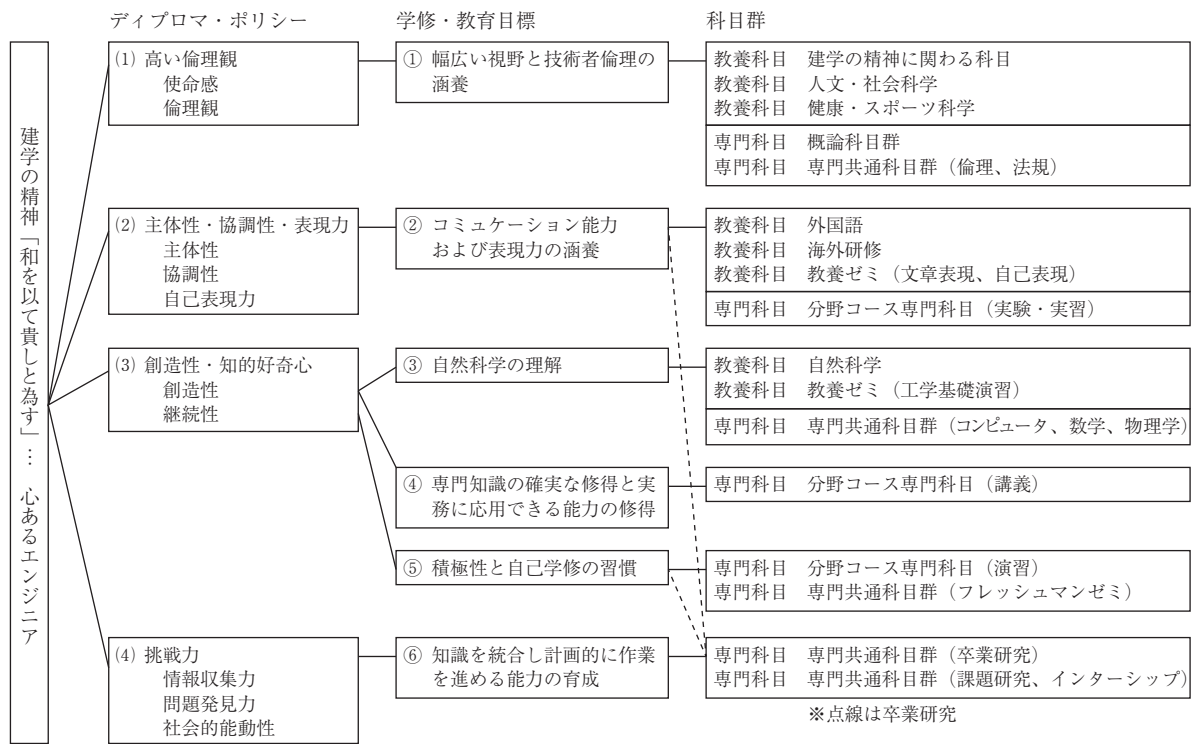 ディプロマ・ポリシー
学修・教育目標
科目群
建学の精神「和を以て貴しと為す」… 心あるエンジニア
⑴ 高い倫理観
使命感
倫理観
① 幅広い視野と技術者倫理の
涵養
教養科目 建学の精神に関わる科目
教養科目 人文・社会科学
教養科目 健康・スポーツ科学
専門科目 概論科目群
専門科目 専門共通科目群（倫理、法規）
⑵ 主体性・協調性・表現力
主体性
協調性
自己表現力
② コミュケーション能力
および表現力の涵養
教養科目 外国語
教養科目 海外研修
教養科目 教養ゼミ（文章表現、自己表現）
専門科目 分野コース専門科目（実験・実習）
⑶ 創造性・知的好奇心
創造性
継続性
③ 自然科学の理解
教養科目 自然科学
教養科目 教養ゼミ（工学基礎演習）
専門科目 専門共通科目群（コンピュータ、数学、物理学）
④ 専門知識の確実な修得と実
務に応用できる能力の修得
専門科目 分野コース専門科目（講義）
⑤ 積極性と自己学修の習慣
専門科目 分野コース専門科目（演習）
専門科目 専門共通科目群（フレッシュマンゼミ）
⑷ 挑戦力
情報収集力
問題発見力
社会的能動性
⑥ 知識を統合し計画的に作業
を進める能力の育成
専門科目 専門共通科目群（卒業研究）
専門科目 専門共通科目群（課題研究、インターシップ）
※点線は卒業研究